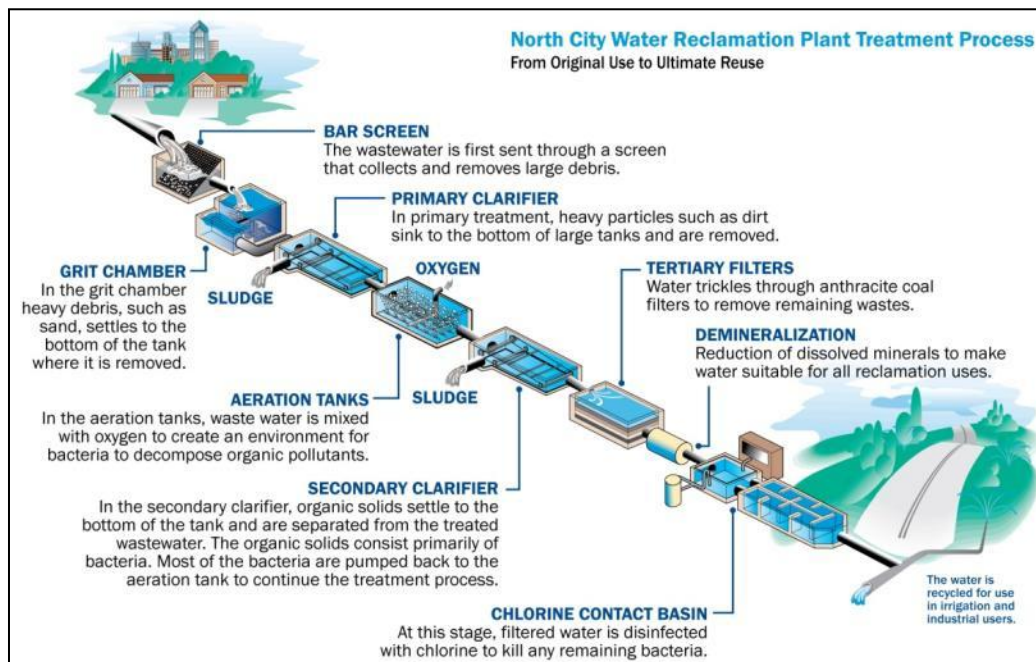 North City Water Reclamation Plant Treatment Process
From Original Use to Ultimate Reuse
BAR SCREEN
The wastewater is first sent through a screen
that collects and removes large debris.
PRIMARY CLARIFIER
In primary treatment, heavy particles such as dirt
sink to the bottom of large tanks and are removed.
GRIT CHAMBER
In the grit chamber
heavy debris, such as
sand, settles to the
bottom of the tank
where it is removed.
SLUDGE
OXYGEN
TERTIARY FILTERS
Water trickles through anthracite coal
filters to remove remaining wastes.
DEMINERALIZATION
Reduction of dissolved minerals to make
water suitable for all reclamation uses.
AERATION TANKS
In the aeration tanks, waste water is mixed
with oxygen to create an environment for
bacteria to decompose organic pollutants.
SLUDGE
SECONDARY CLARIFIER
In the secondary clarifier, organic solids settle to the
bottom of the tank and are separated from the treated
wastewater. The organic solids consist primarily of
bacteria. Most of the bacteria are pumped back to the
aeration tank to continue the treatment process.
CHLORINE CONTACT BASIN
At this stage, filtered water is disinfected
with chlorine to kill any remaining bacteria.
The water is
recycled for use
in irrigation and
industrial users.